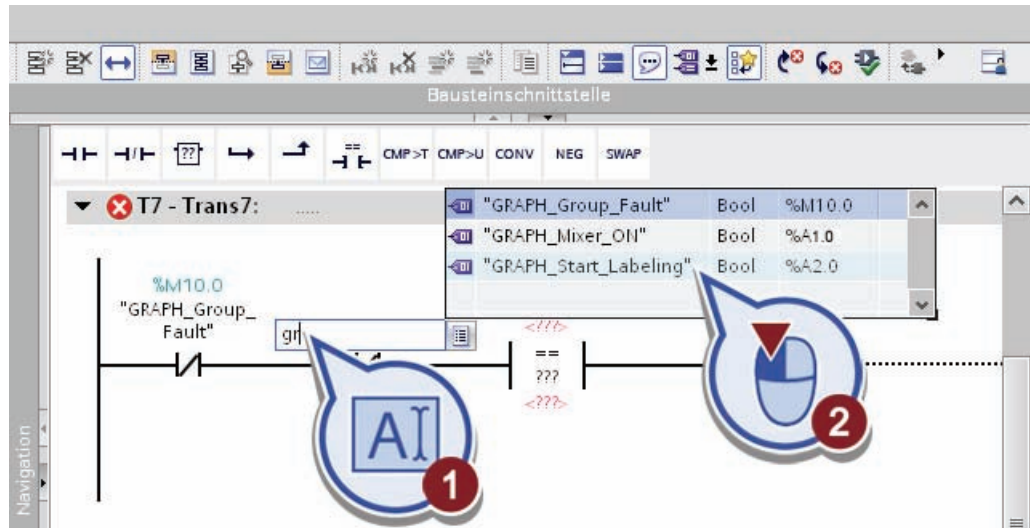 Bausteinschnittstelle
?? == CMP>T CMP>U CONV NEG SWAP
T7 - Trans7: .....
"GRAPH_Group_Fault" Bool %M10.0
"GRAPH_Mixer_ON" Bool %A1.0
"GRAPH_Start_Labeling" Bool %A2.0
%M10.0
"GRAPH_Group_
Fault"
gr
<???>
==
???
<???>
AI
1
2
Navigation